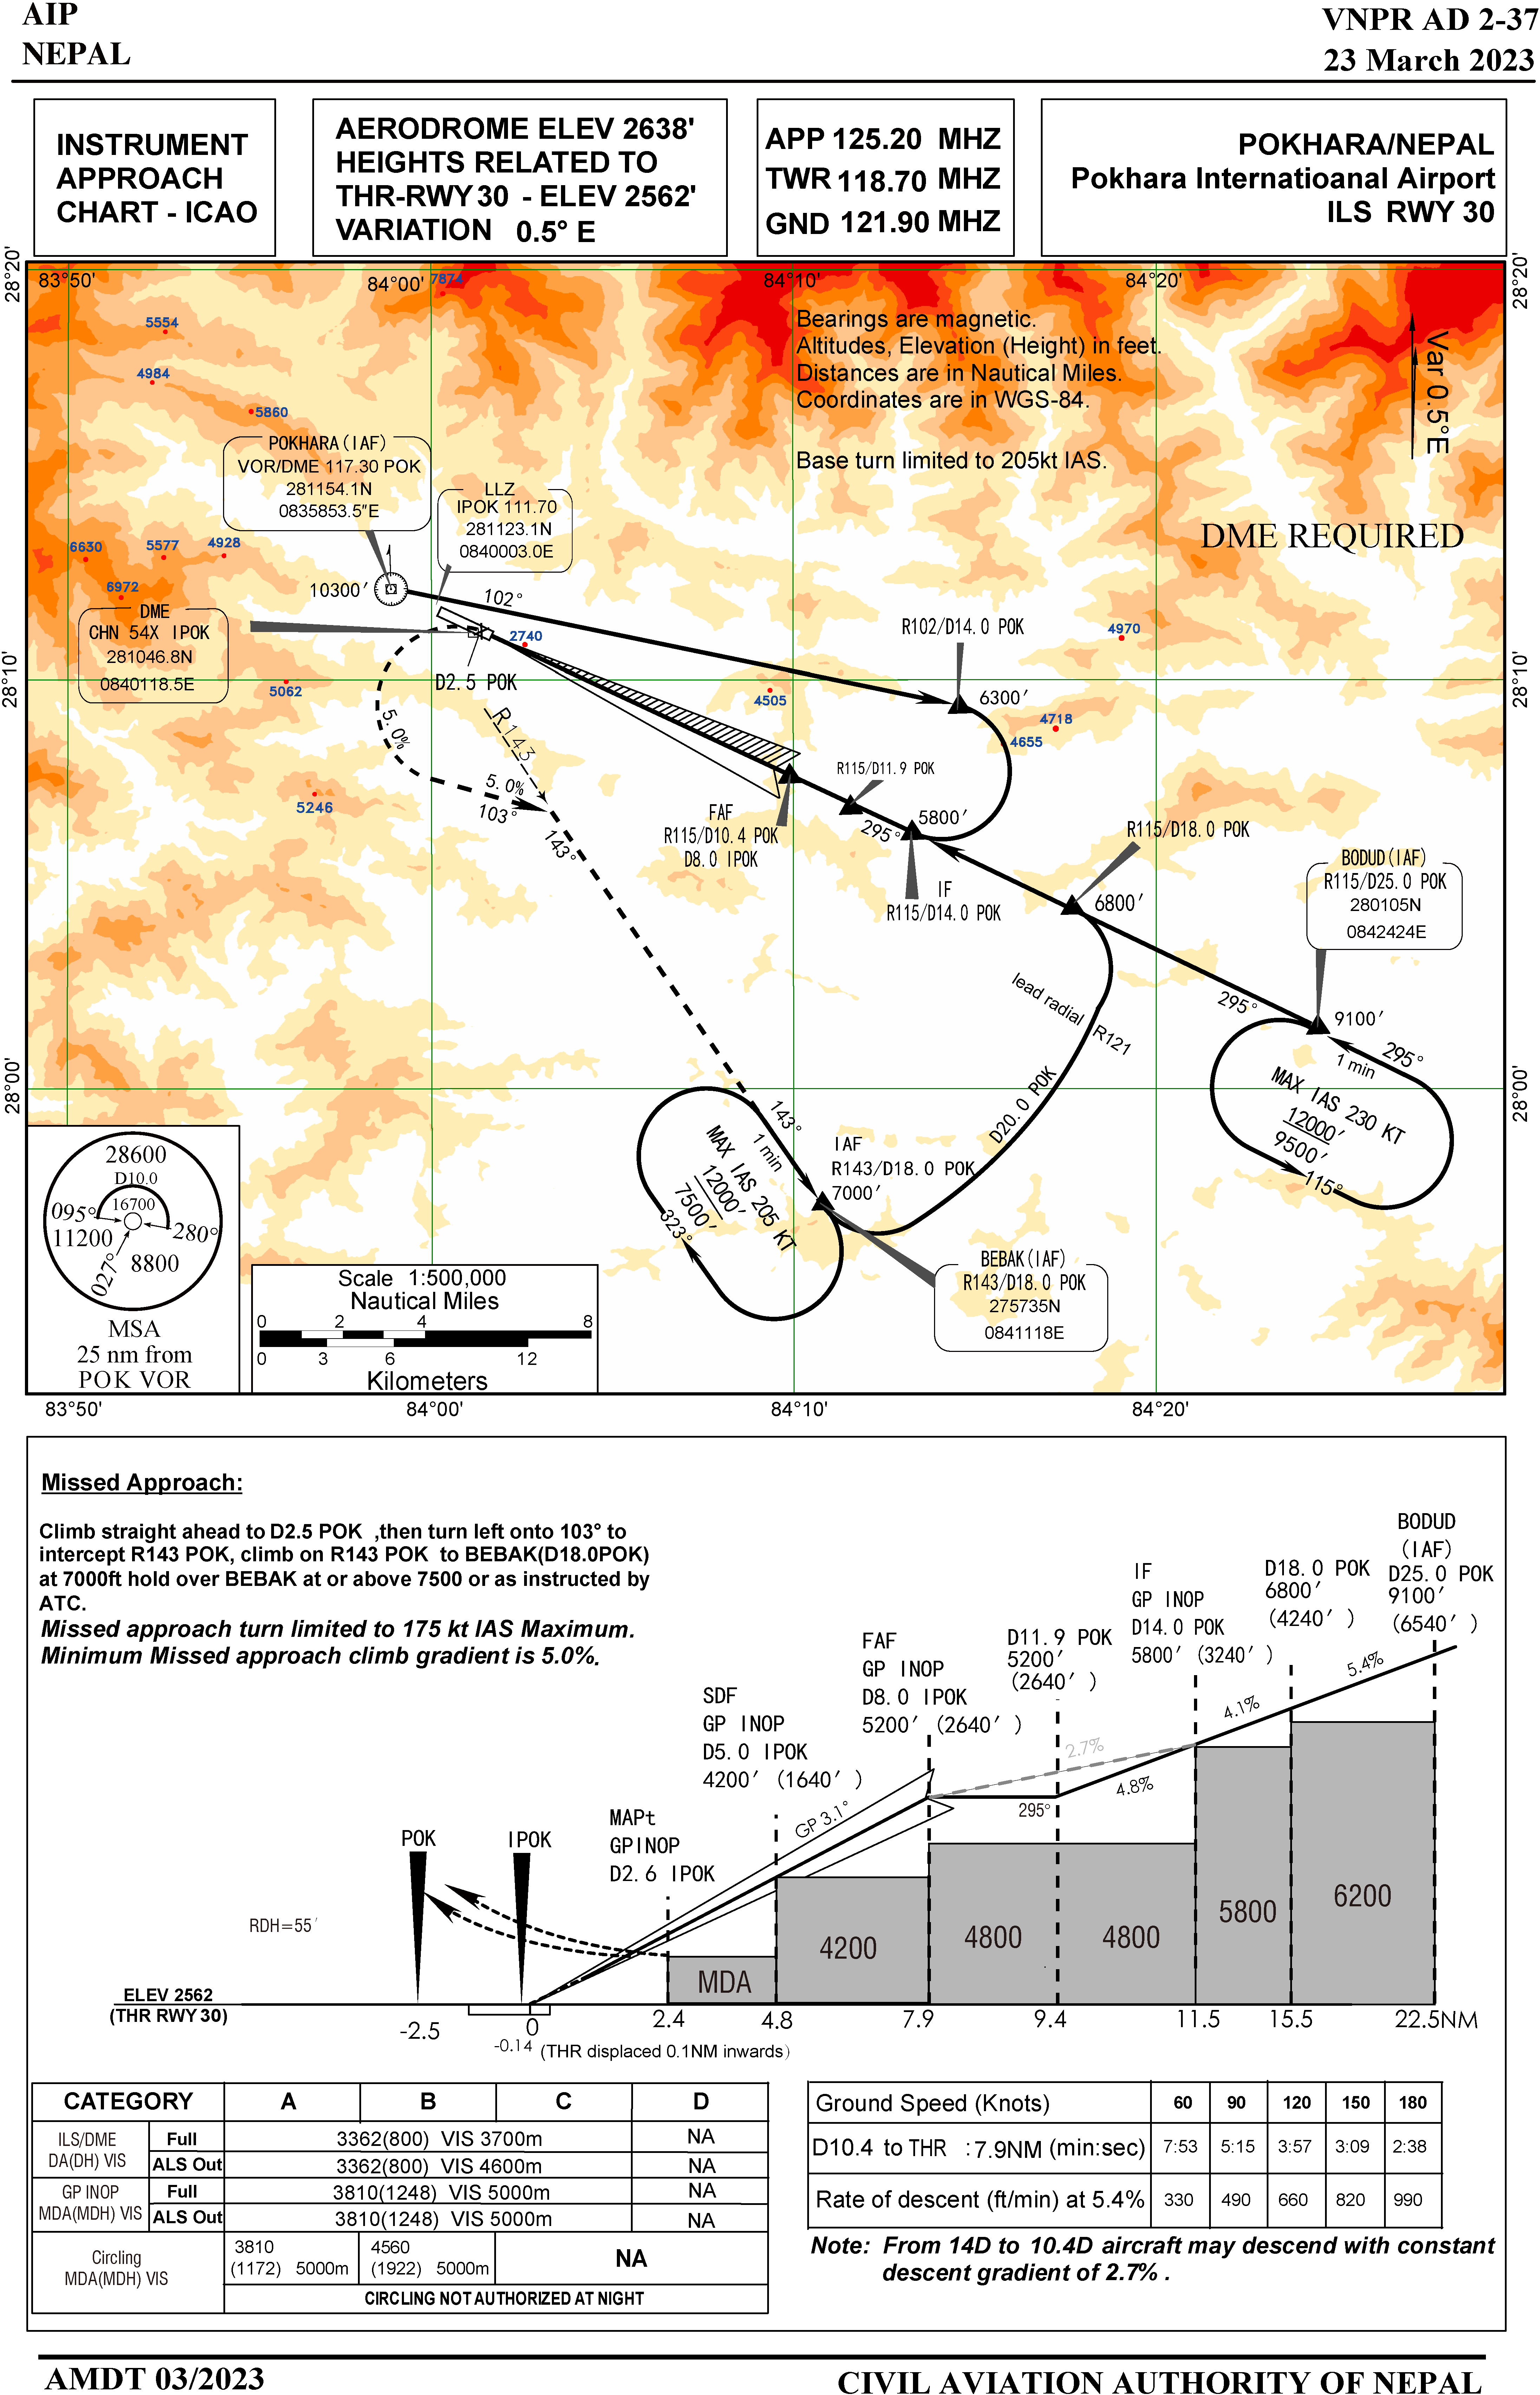 AIP
NEPAL
VNPR AD 2-37
23 March 2023
INSTRUMENT
APPROACH
CHART - ICAO
AERODROME ELEV 2638'
HEIGHTS RELATED TO
THR-RWY 30 - ELEV 2562'
VARIATION 0.5° E
APP 125.20 MHZ
TWR 118.70 MHZ
GND 121.90 MHZ
POKHARA/NEPAL
Pokhara Internatioanal Airport
ILS RWY 30
28°20'
83°50'
84°00'
84°10'
84°20'
28°20'
7874
5554
4984
5860
Bearings are magnetic.
Altitudes, Elevation (Height) in feet.
Distances are in Nautical Miles.
Coordinates are in WGS-84.
Base turn limited to 205kt IAS.
Var 0.5°E
DME REQUIRED
POKHARA(IAF)
VOR/DME 117.30 POK
281154.1N
0835853.5"E
LLZ
IPOK 111.70
281123.1N
0840003.0E
6630
5577
4928
6972
10300'
102°
DME
CHN 54X IPOK
281046.8N
0840118.5E
2740
R102/D14.0 POK
4970
28°10'
28°10'
5062
D2.5 POK
4505
6300'
4718
4655
5.0%
R143
5246
5.0%
103°
143°
R115/D11.9 POK
FAF
R115/D10.4 POK
D8.0 IPOK
295°
5800'
IF
R115/D14.0 POK
R115/D18.0 POK
6800'
BODUD(IAF)
R115/D25.0 POK
280105N
0842424E
lead radial R121
295°
9100'
295°
1 min
MAX IAS 230 KT
12000'
9500'
115°
28°00'
28°00'
D20.0 POK
143°
1 min
MAX IAS 205 KT
12000'
7500'
323°
IAF
R143/D18.0 POK
7000'
BEBAK(IAF)
R143/D18.0 POK
275735N
0841118E
28600
D10.0
16700
095°
280°
11200
8800
027°
MSA
25 nm from
POK VOR
Scale 1:500,000
Nautical Miles
0 2 4 8
0 3 6 12
Kilometers
83°50'
84°00'
84°10'
84°20'
Missed Approach:
Climb straight ahead to D2.5 POK ,then turn left onto 103° to
intercept R143 POK, climb on R143 POK to BEBAK(D18.0POK)
at 7000ft hold over BEBAK at or above 7500 or as instructed by
ATC.
Missed approach turn limited to 175 kt IAS Maximum.
Minimum Missed approach climb gradient is 5.0%.
BODUD
(IAF)
D25.0 POK
9100'
(6540' )
D18.0 POK
6800'
(4240' )
IF
GP INOP
D14.0 POK
5800' (3240' )
D11.9 POK
5200'
(2640' )
FAF
GP INOP
D8.0 IPOK
5200' (2640' )
SDF
GP INOP
D5.0 IPOK
4200' (1640' )
MAPt
GPINOP
D2.6 IPOK
POK
IPOK
RDH=55'
GP 3.1°
2.7%
295°
4.8%
4.1%
5.4%
MDA
4200
4800
4800
5800
6200
ELEV 2562
(THR RWY 30)
-2.5
0
-0.14
2.4
4.8
7.9
9.4
11.5
15.5
22.5NM
(THR displaced 0.1NM inwards)
CATEGORY A B C D
ILS/DME
DA(DH) VIS
Full 3362(800) VIS 3700m NA
ALS Out 3362(800) VIS 4600m NA
GP INOP
MDA(MDH) VIS
Full 3810(1248) VIS 5000m NA
ALS Out 3810(1248) VIS 5000m NA
Circling
MDA(MDH) VIS
3810
(1172) 5000m
4560
(1922) 5000m
NA
CIRCLING NOT AUTHORIZED AT NIGHT
Ground Speed (Knots) 60 90 120 150 180
D10.4 to THR : 7.9NM (min:sec) 7:53 5:15 3:57 3:09 2:38
Rate of descent (ft/min) at 5.4% 330 490 660 820 990
Note: From 14D to 10.4D aircraft may descend with constant
descent gradient of 2.7% .
AMDT 03/2023
CIVIL AVIATION AUTHORITY OF NEPAL